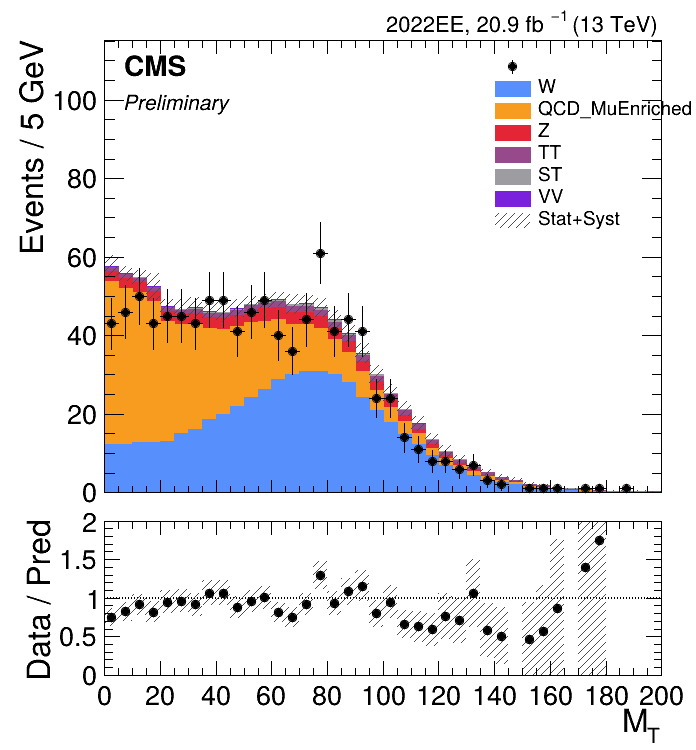 2022EE, 20.9 fb ⁻¹ (13 TeV)
CMS
Preliminary
W
QCD_MuEnriched
Z
TT
ST
VV
Stat+Syst
Events / 5 GeV
100
80
60
40
20
0
Data / Pred
2
1.5
1
0.5
0
0 20 40 60 80 100 120 140 160 180 200
M_T